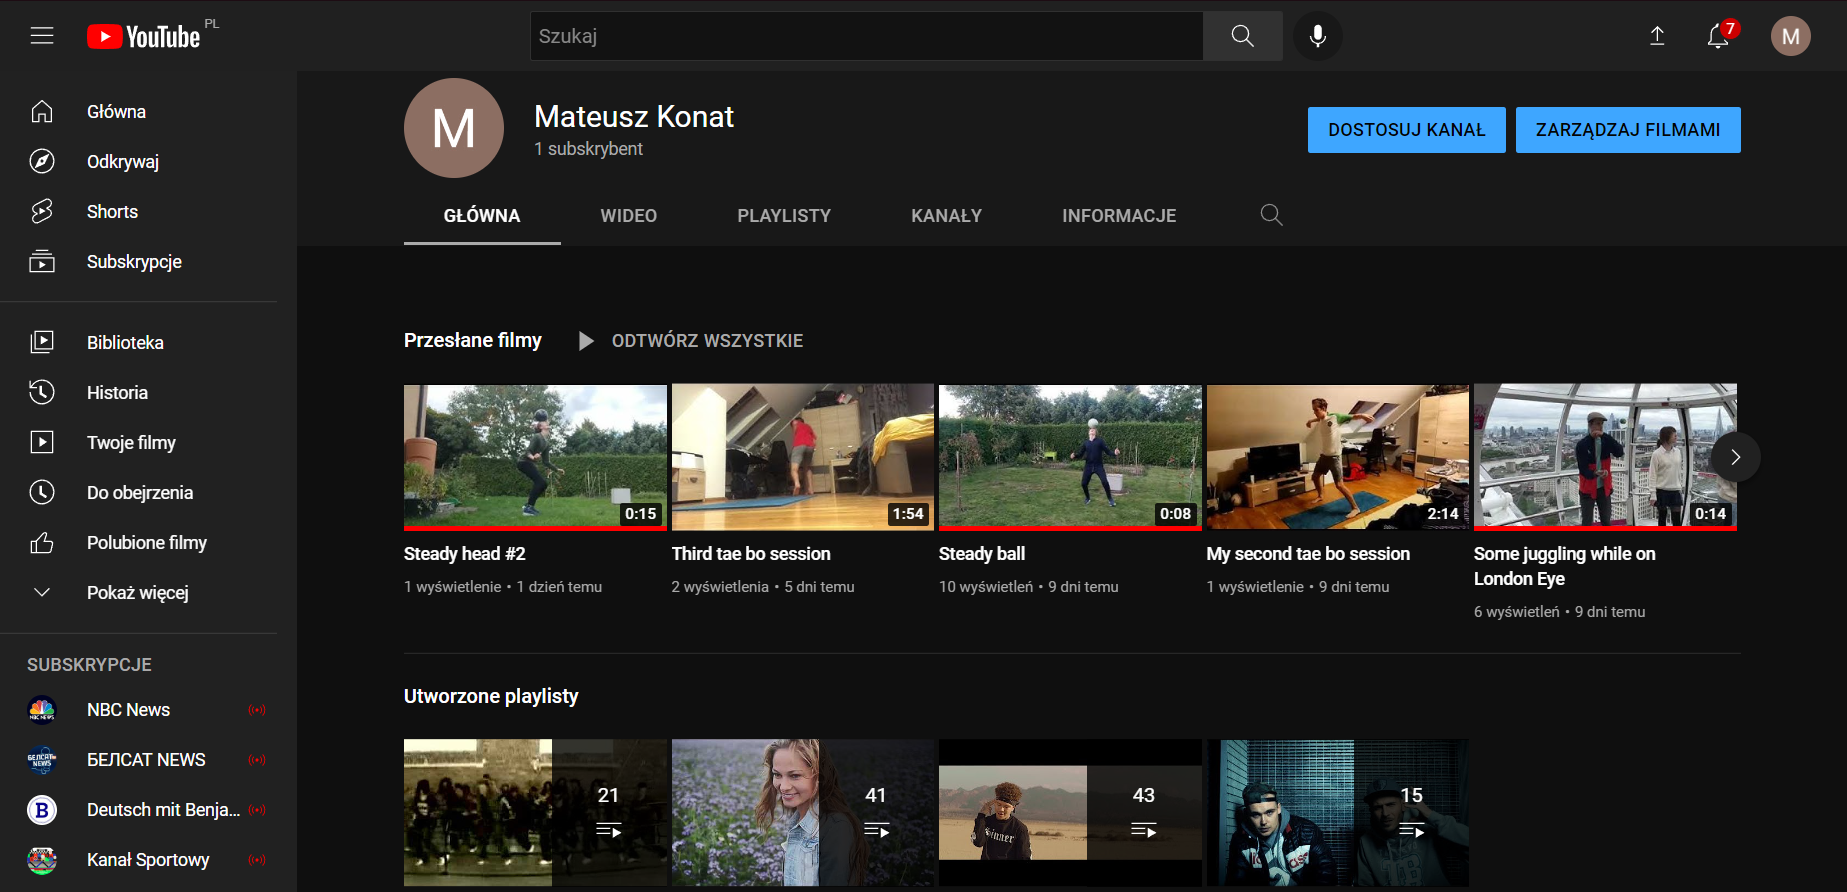 YouTube PL
Szukaj
7
M
Główna
Odkrywaj
Shorts
Subskrypcje
Biblioteka
Historia
Twoje filmy
Do obejrzenia
Polubione filmy
Pokaż więcej
SUBSKRYPCJE
NBC NEWS
NBC News
БЕЛСАТ NEWS
БЕЛСАТ NEWS
B
Deutsch mit Benja...
Kanał Sportowy
M
Mateusz Konat
1 subskrybent
DOSTOSUJ KANAŁ
ZARZĄDZAJ FILMAMI
GŁÓWNA
WIDEO
PLAYLISTY
KANAŁY
INFORMACJE
Przesłane filmy
ODTWÓRZ WSZYSTKIE
0:15
Steady head #2
1 wyświetlenie • 1 dzień temu
1:54
Third tae bo session
2 wyświetlenia • 5 dni temu
0:08
Steady ball
10 wyświetleń • 9 dni temu
2:14
My second tae bo session
1 wyświetlenie • 9 dni temu
0:14
Some juggling while on
London Eye
6 wyświetleń • 9 dni temu
Utworzone playlisty
21
41
43
Sinner
15